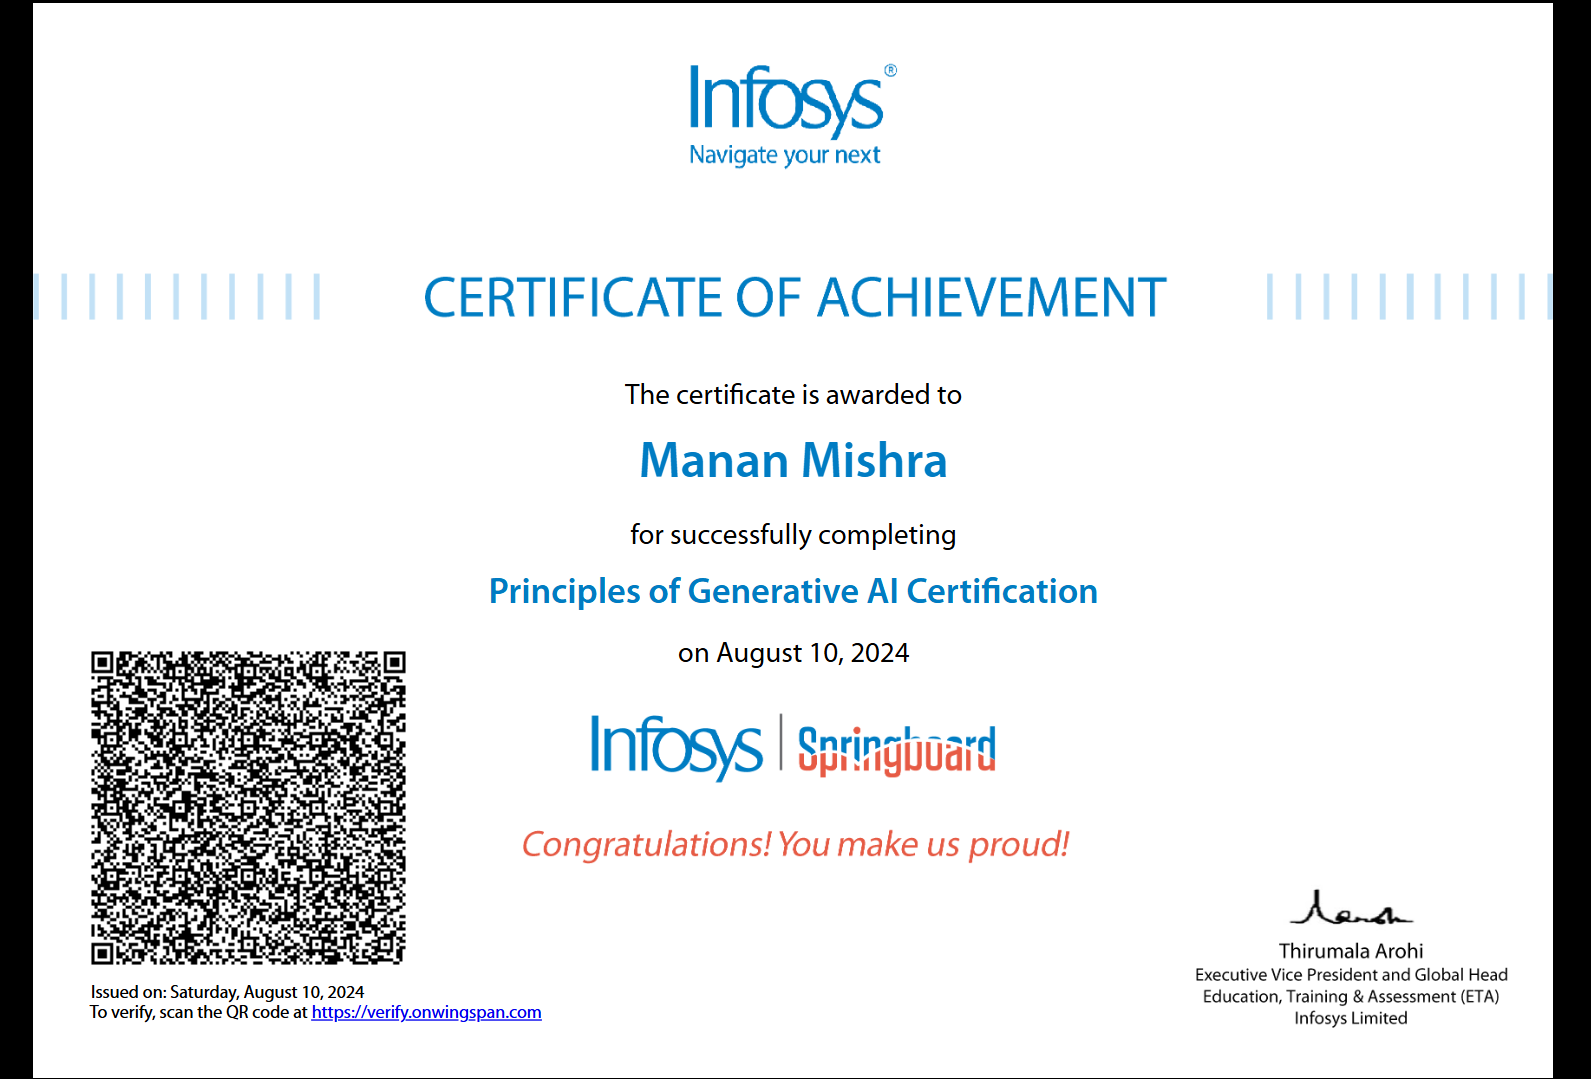 Infosys®
Navigate your next
CERTIFICATE OF ACHIEVEMENT
The certificate is awarded to
Manan Mishra
for successfully completing
Principles of Generative AI Certification
on August 10, 2024
Infosys | Springboard
Congratulations! You make us proud!
Issued on: Saturday, August 10, 2024
To verify, scan the QR code at https://verify.onwingspan.com
Thirumala Arohi
Executive Vice President and Global Head
Education, Training & Assessment (ETA)
Infosys Limited